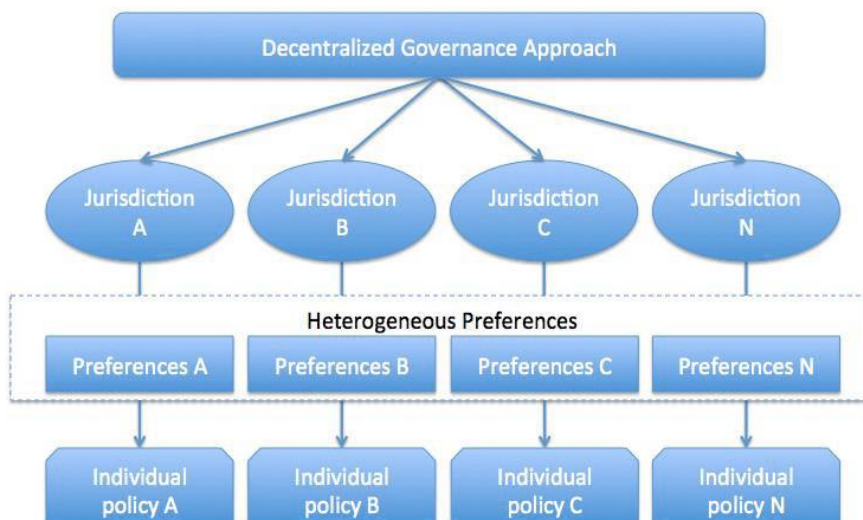 Decentralized Governance Approach
Jurisdiction
A
Jurisdiction
B
Jurisdiction
C
Jurisdiction
N
Heterogeneous Preferences
Preferences A
Preferences B
Preferences C
Preferences N
Individual
policy A
Individual
policy B
Individual
policy C
Individual
policy N